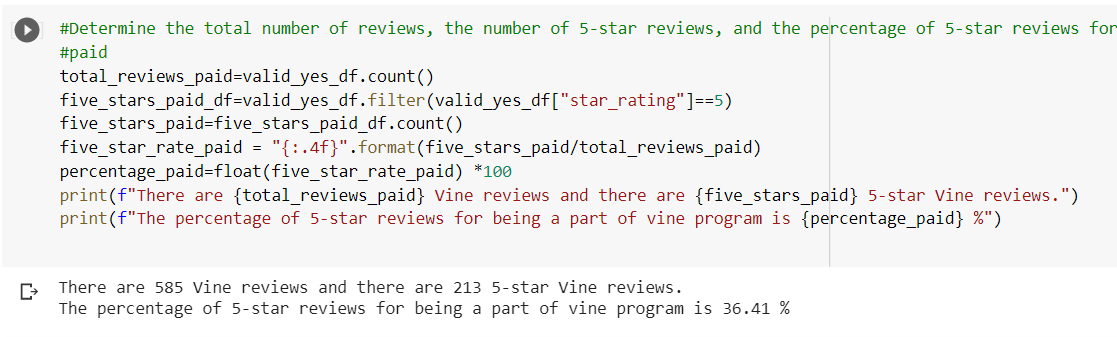 #Determine the total number of reviews, the number of 5-star reviews, and the percentage of 5-star reviews for
#paid
total_reviews_paid=valid_yes_df.count()
five_stars_paid_df=valid_yes_df.filter(valid_yes_df["star_rating"]==5)
five_stars_paid=five_stars_paid_df.count()
five_star_rate_paid = "{:.4f}".format(five_stars_paid/total_reviews_paid)
percentage_paid=float(five_star_rate_paid) *100
print(f"There are {total_reviews_paid} Vine reviews and there are {five_stars_paid} 5-star Vine reviews.")
print(f"The percentage of 5-star reviews for being a part of vine program is {percentage_paid} %")
There are 585 Vine reviews and there are 213 5-star Vine reviews.
The percentage of 5-star reviews for being a part of vine program is 36.41 %